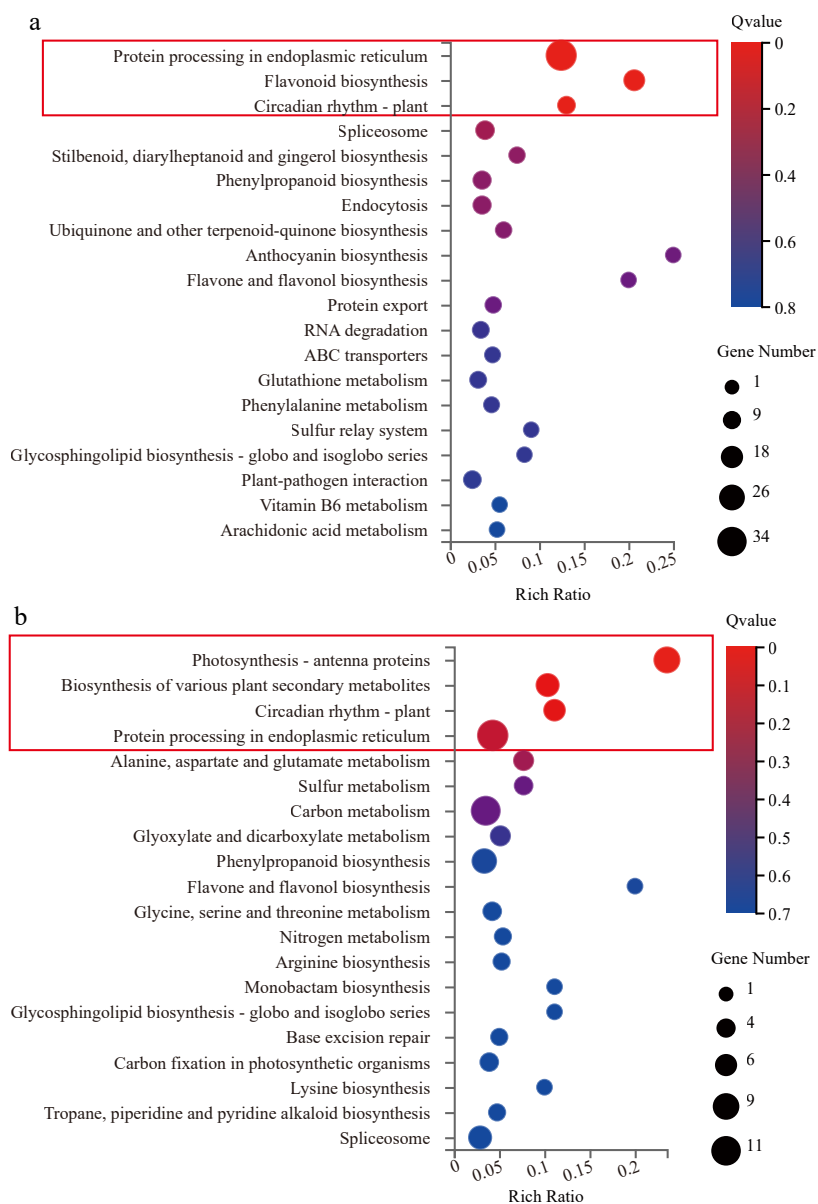 a
Protein processing in endoplasmic reticulum
Flavonoid biosynthesis
Circadian rhythm - plant
Spliceosome
Stilbenoid, diarylheptanoid and gingerol biosynthesis
Phenylpropanoid biosynthesis
Endocytosis
Ubiquinone and other terpenoid-quinone biosynthesis
Anthocyanin biosynthesis
Flavone and flavonol biosynthesis
Protein export
RNA degradation
ABC transporters
Glutathione metabolism
Phenylalanine metabolism
Sulfur relay system
Glycosphingolipid biosynthesis - globo and isoglobo series
Plant-pathogen interaction
Vitamin B6 metabolism
Arachidonic acid metabolism
0 0.05 0.1 0.15 0.2 0.25
Rich Ratio
Qvalue
0
0.2
0.4
0.6
0.8
Gene Number
1
9
18
26
34
b
Photosynthesis - antenna proteins
Biosynthesis of various plant secondary metabolites
Circadian rhythm - plant
Protein processing in endoplasmic reticulum
Alanine, aspartate and glutamate metabolism
Sulfur metabolism
Carbon metabolism
Glyoxylate and dicarboxylate metabolism
Phenylpropanoid biosynthesis
Flavone and flavonol biosynthesis
Glycine, serine and threonine metabolism
Nitrogen metabolism
Arginine biosynthesis
Monobactam biosynthesis
Glycosphingolipid biosynthesis - globo and isoglobo series
Base excision repair
Carbon fixation in photosynthetic organisms
Lysine biosynthesis
Tropane, piperidine and pyridine alkaloid biosynthesis
Spliceosome
0 0.05 0.1 0.15 0.2
Rich Ratio
Qvalue
0
0.1
0.2
0.3
0.4
0.5
0.6
0.7
Gene Number
1
4
6
9
11